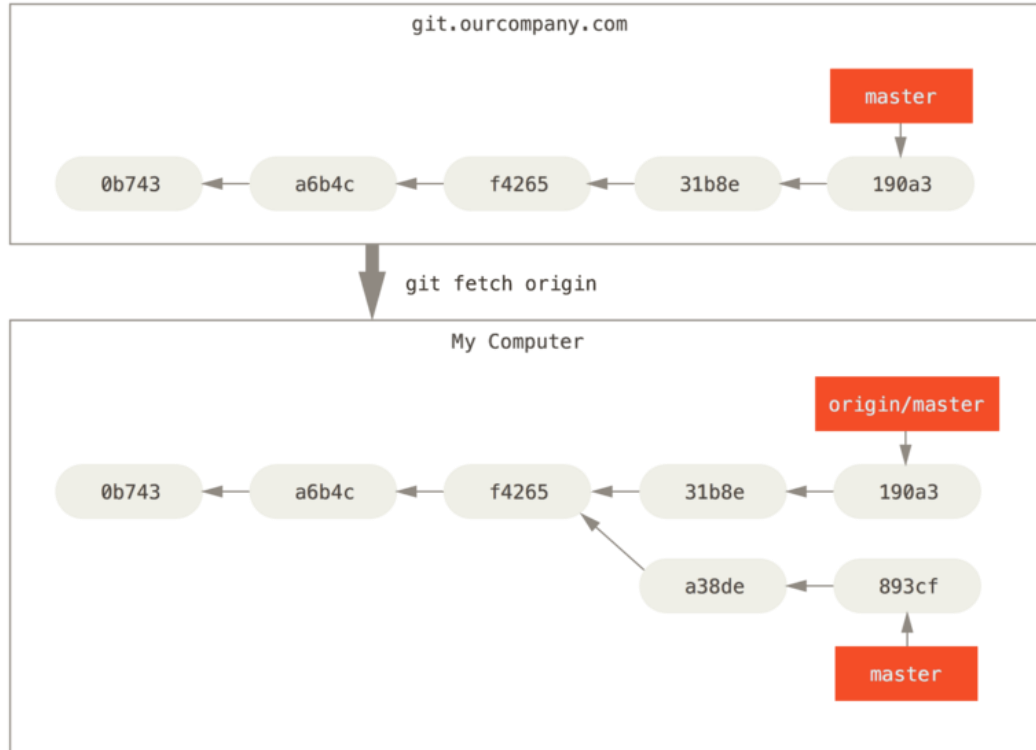 git.ourcompany.com
master
0b743 a6b4c f4265 31b8e 190a3
git fetch origin
My Computer
origin/master
0b743 a6b4c f4265 31b8e 190a3
a38de 893cf
master